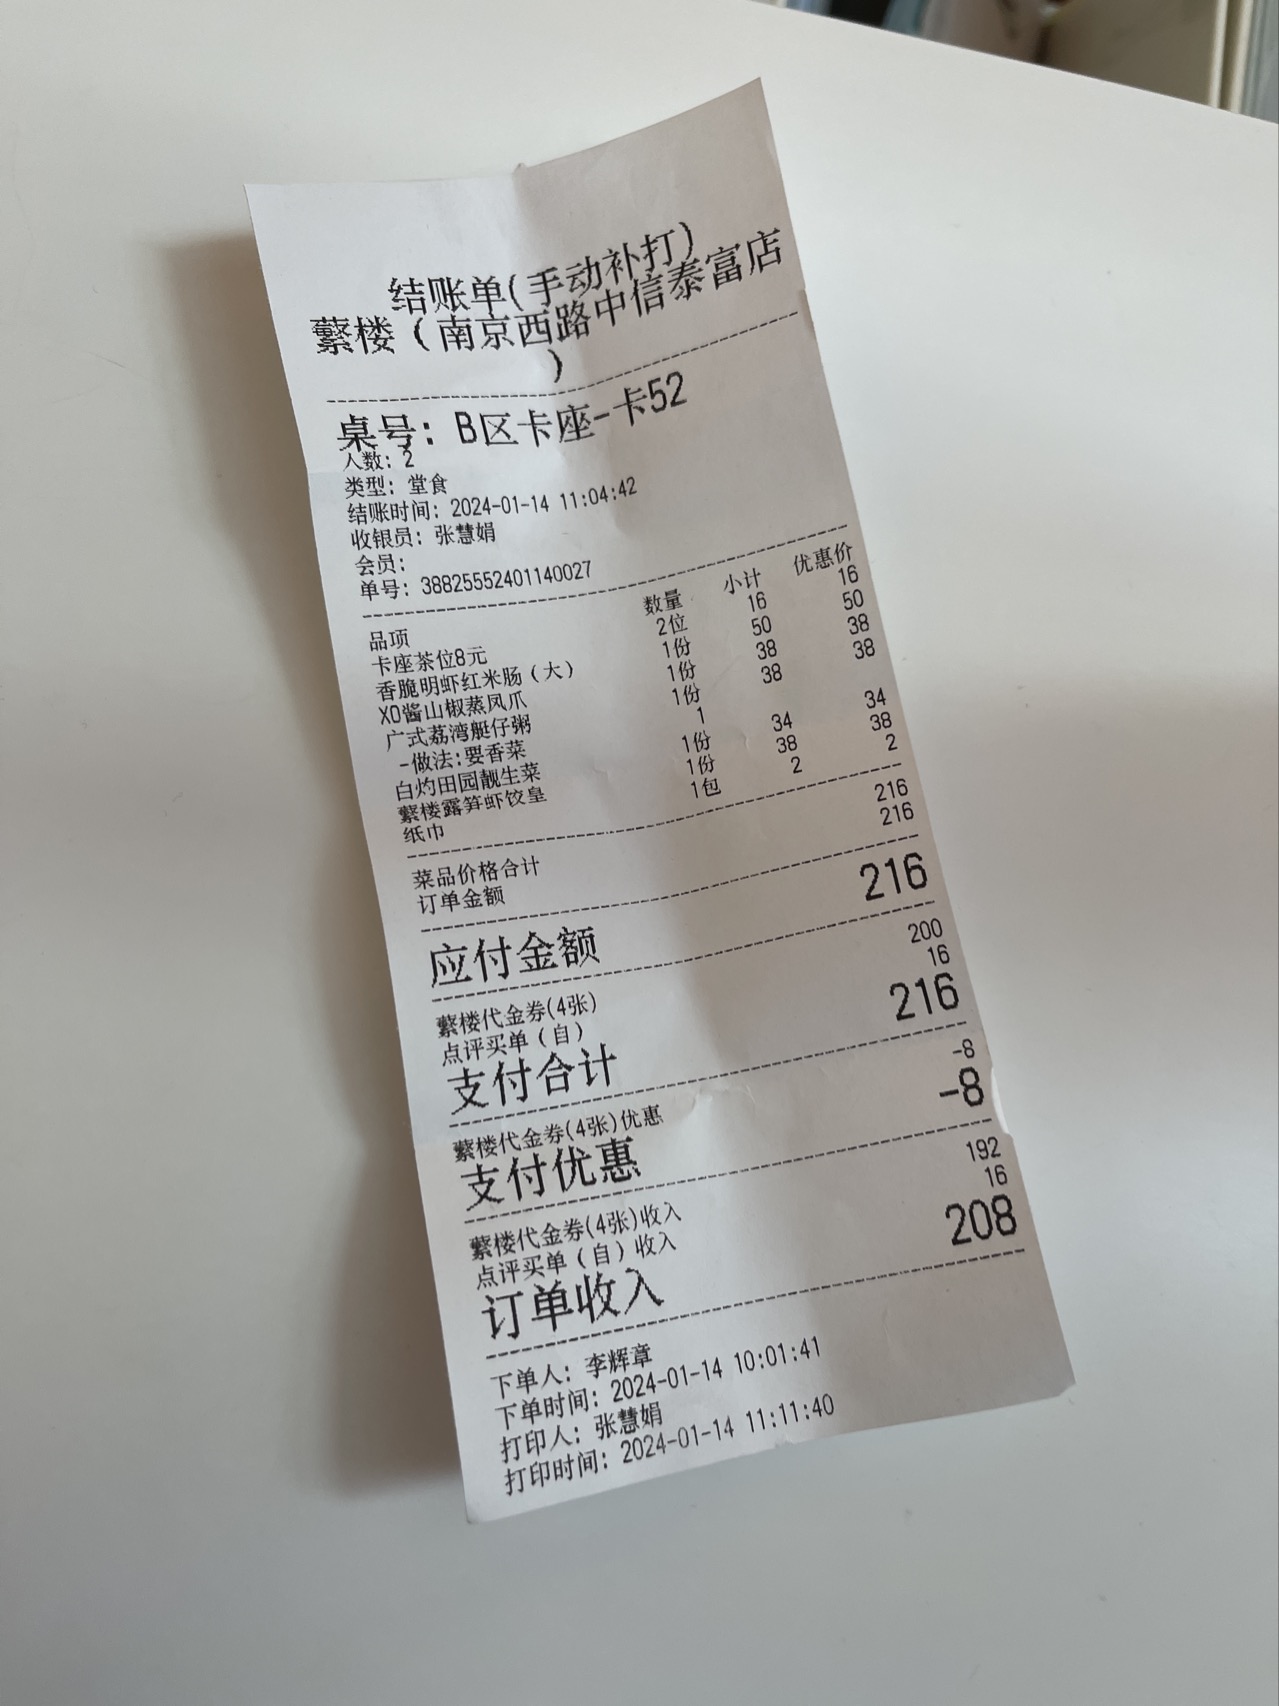 结账单(手动补打)
蘩楼（南京西路中信泰富店
）
桌号: B区卡座-卡52
人数: 2
类型: 堂食
结账时间: 2024-01-14 11:04:42
收银员: 张慧娟
会员:
单号: 38825552401140027
品项 数量 小计 优惠价
卡座茶位8元 2位 16 16
香脆明虾红米肠（大） 1份 50 50
XO酱山椒蒸凤爪 1份 38 38
广式荔湾艇仔粥 1份 38 38
-做法:要香菜 1
白灼田园靓生菜 1份 34 34
蘩楼露笋虾饺皇 1份 38 38
纸巾 1包 2 2
菜品价格合计 216
订单金额 216
应付金额 216
蘩楼代金券(4张) 200
点评买单（自） 16
支付合计 216
蘩楼代金券(4张)优惠 -8
支付优惠 -8
蘩楼代金券(4张)收入 192
点评买单（自）收入 16
订单收入 208
下单人: 李辉章
下单时间: 2024-01-14 10:01:41
打印人: 张慧娟
打印时间: 2024-01-14 11:11:40